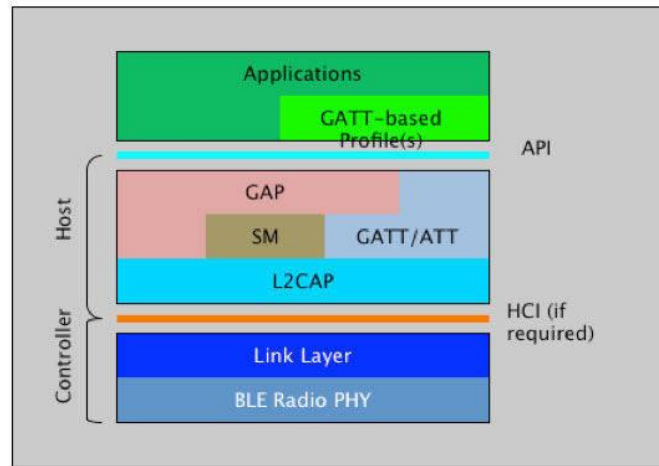 Applications
GATT-based
Profile(s)
API
Host
GAP
SM
GATT/ATT
L2CAP
HCI (if
required)
Controller
Link Layer
BLE Radio PHY